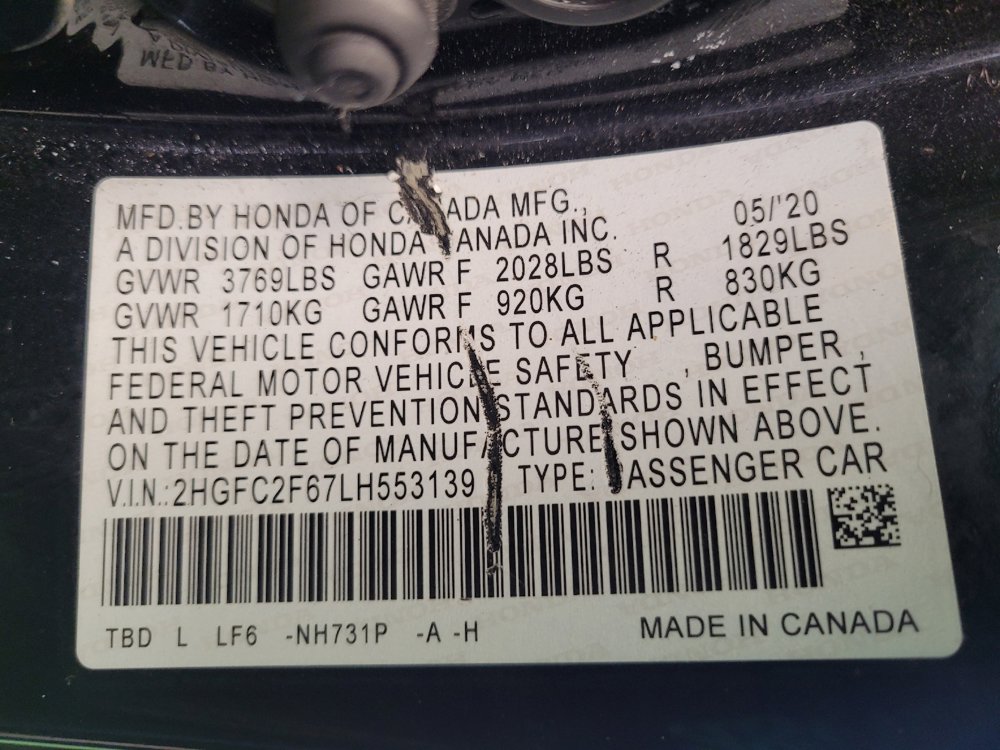 MFD.BY HONDA OF CANADA MFG., 05/'20
A DIVISION OF HONDA CANADA INC.
GVWR 3769LBS GAWR F 2028LBS R 1829LBS
GVWR 1710KG GAWR F 920KG R 830KG
THIS VEHICLE CONFORMS TO ALL APPLICABLE
FEDERAL MOTOR VEHICLE SAFETY , BUMPER ,
AND THEFT PREVENTION STANDARDS IN EFFECT
ON THE DATE OF MANUFACTURE SHOWN ABOVE.
V.I.N.:2HGFC2F67LH553139 TYPE: PASSENGER CAR
TBD L LF6 -NH731P -A -H MADE IN CANADA